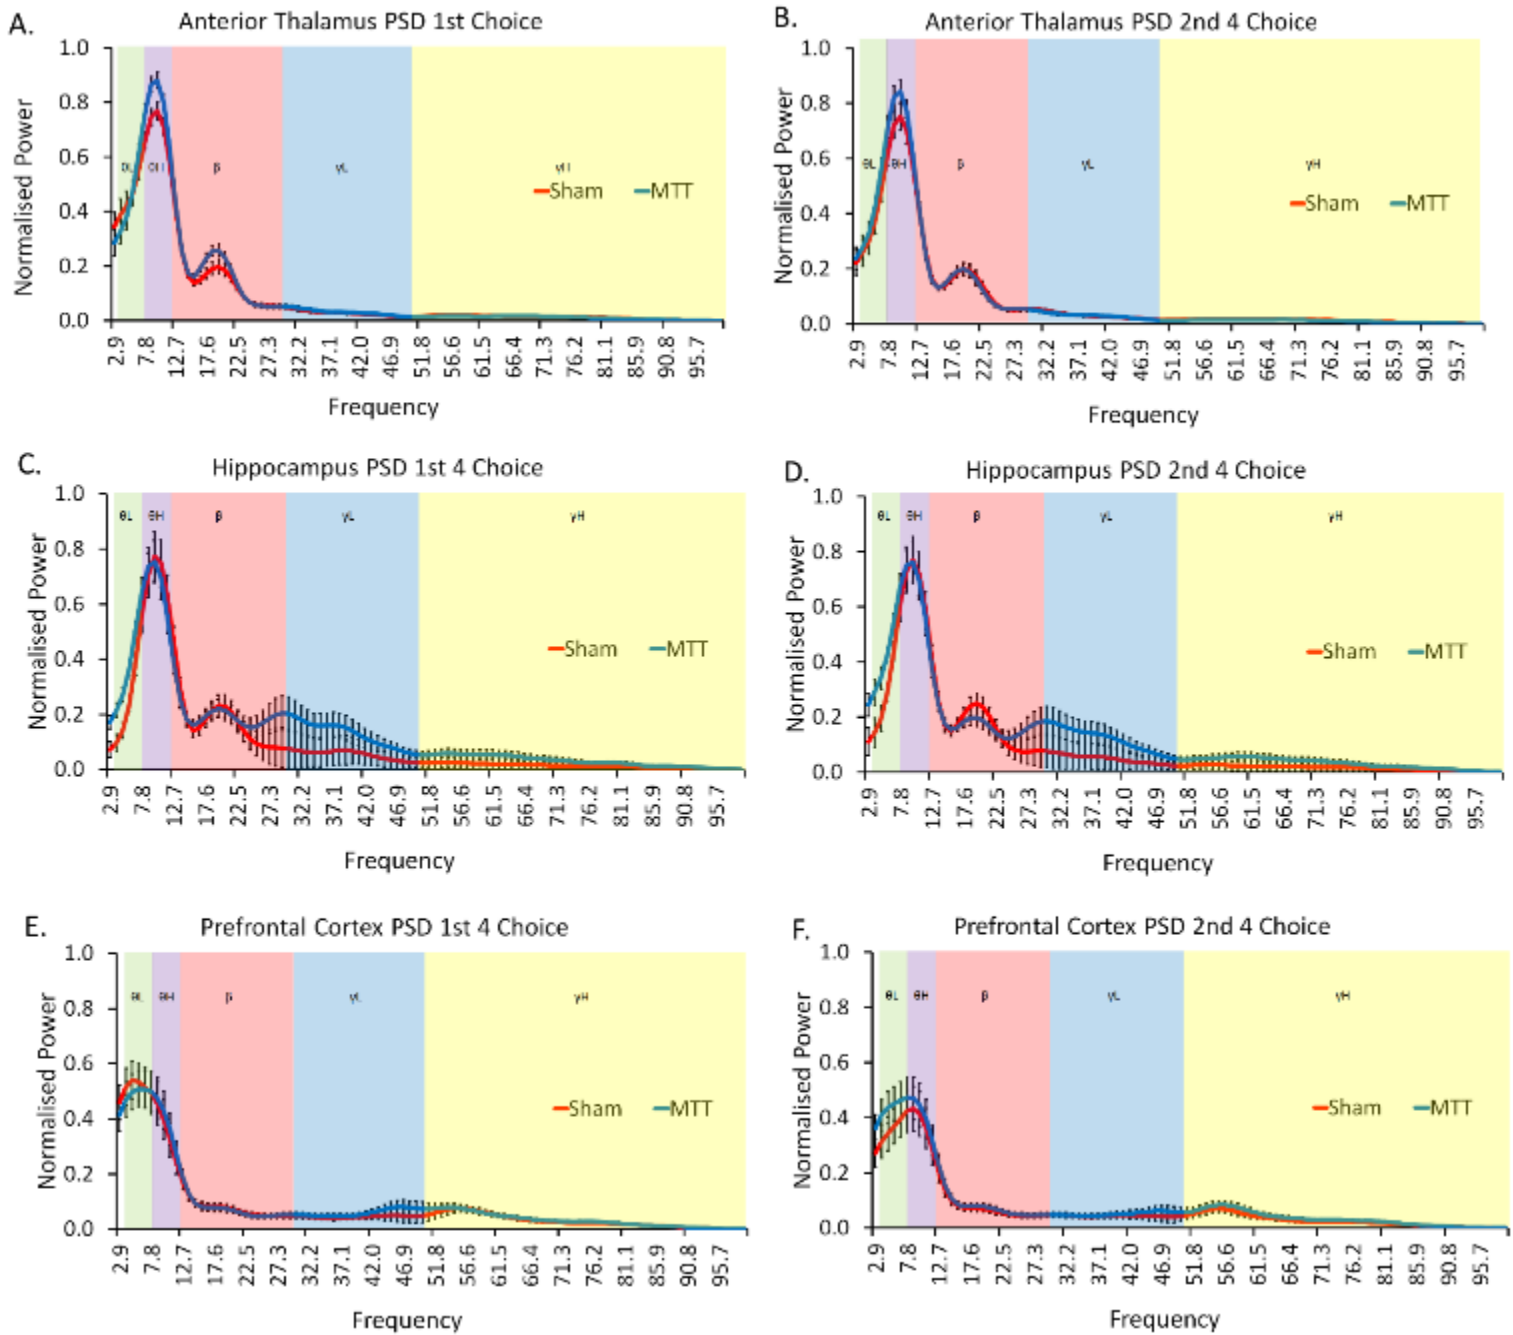 A.
Anterior Thalamus PSD 1st Choice
Normalised Power
1.0
0.8
0.6
0.4
0.2
0.0
θL θH β γL γH
Sham MTT
2.9 7.8 12.7 17.6 22.5 27.3 32.2 37.1 42.0 46.9 51.8 56.6 61.5 66.4 71.3 76.2 81.1 85.9 90.8 95.7
Frequency
B.
Anterior Thalamus PSD 2nd 4 Choice
Normalised Power
1.0
0.8
0.6
0.4
0.2
0.0
θL θH β γL γH
Sham MTT
2.9 7.8 12.7 17.6 22.5 27.3 32.2 37.1 42.0 46.9 51.8 56.6 61.5 66.4 71.3 76.2 81.1 85.9 90.8 95.7
Frequency
C.
Hippocampus PSD 1st 4 Choice
Normalised Power
1.0
0.8
0.6
0.4
0.2
0.0
θL θH β γL γH
Sham MTT
2.9 7.8 12.7 17.6 22.5 27.3 32.2 37.1 42.0 46.9 51.8 56.6 61.5 66.4 71.3 76.2 81.1 85.9 90.8 95.7
Frequency
D.
Hippocampus PSD 2nd 4 Choice
Normalised Power
1.0
0.8
0.6
0.4
0.2
0.0
θL θH β γL γH
Sham MTT
2.9 7.8 12.7 17.6 22.5 27.3 32.2 37.1 42.0 46.9 51.8 56.6 61.5 66.4 71.3 76.2 81.1 85.9 90.8 95.7
Frequency
E.
Prefrontal Cortex PSD 1st 4 Choice
Normalised Power
1.0
0.8
0.6
0.4
0.2
0.0
θL θH β γL γH
Sham MTT
2.9 7.8 12.7 17.6 22.5 27.3 32.2 37.1 42.0 46.9 51.8 56.6 61.5 66.4 71.3 76.2 81.1 85.9 90.8 95.7
Frequency
F.
Prefrontal Cortex PSD 2nd 4 Choice
Normalised Power
1.0
0.8
0.6
0.4
0.2
0.0
θL θH β γL γH
Sham MTT
2.9 7.8 12.7 17.6 22.5 27.3 32.2 37.1 42.0 46.9 51.8 56.6 61.5 66.4 71.3 76.2 81.1 85.9 90.8 95.7
Frequency